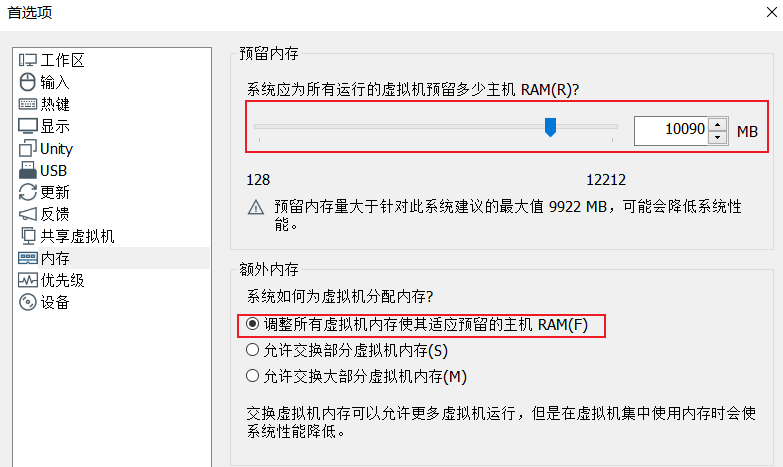 首选项
工作区
输入
热键
显示
Unity
USB
更新
反馈
共享虚拟机
内存
优先级
设备
预留内存
系统应为所有运行的虚拟机预留多少主机 RAM(R)?
10090 MB
128 12212
预留内存量大于针对此系统建议的最大值 9922 MB，可能会降低系统性
能。
额外内存
系统如何为虚拟机分配内存?
调整所有虚拟机内存使其适应预留的主机 RAM(F)
允许交换部分虚拟机内存(S)
允许交换大部分虚拟机内存(M)
交换虚拟机内存可以允许更多虚拟机运行，但是在虚拟机集中使用内存时会使
系统性能降低。